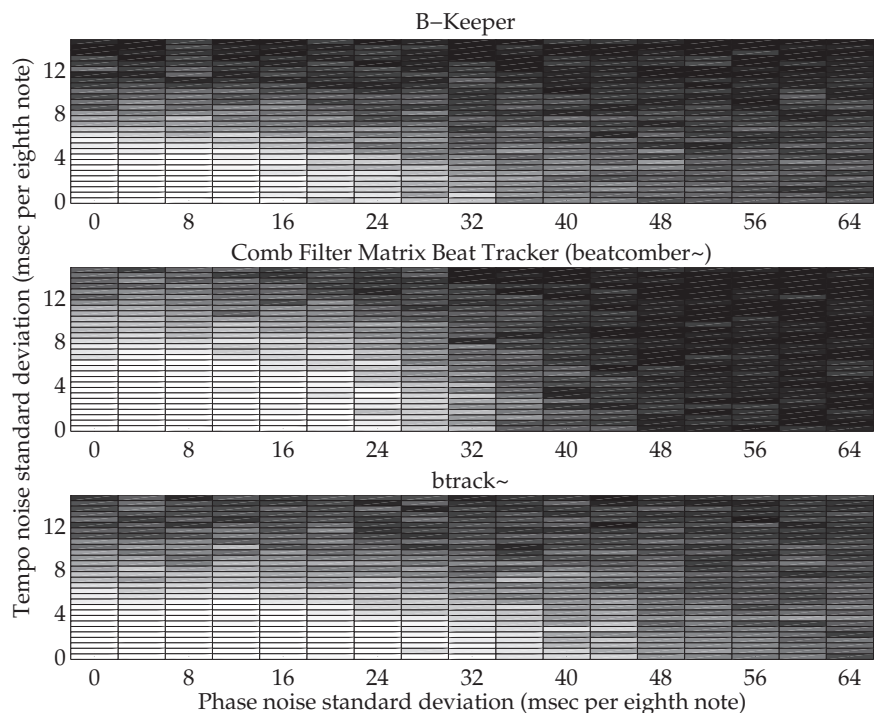 B–Keeper
12
8
4
0
0 8 16 24 32 40 48 56 64
Comb Filter Matrix Beat Tracker (beatcomber~)
12
8
4
0
0 8 16 24 32 40 48 56 64
btrack~
12
8
4
0
0 8 16 24 32 40 48 56 64
Tempo noise standard deviation (msec per eighth note)
Phase noise standard deviation (msec per eighth note)